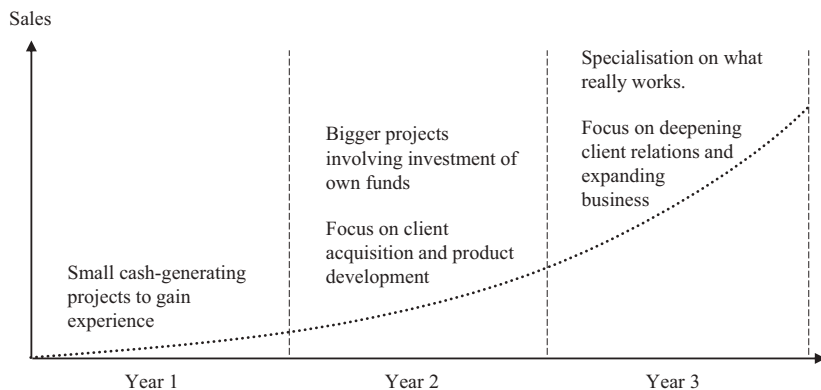 Sales
Small cash-generating
projects to gain
experience
Bigger projects
involving investment of
own funds
Focus on client
acquisition and product
development
Specialisation on what
really works.
Focus on deepening
client relations and
expanding
business
Year 1
Year 2
Year 3